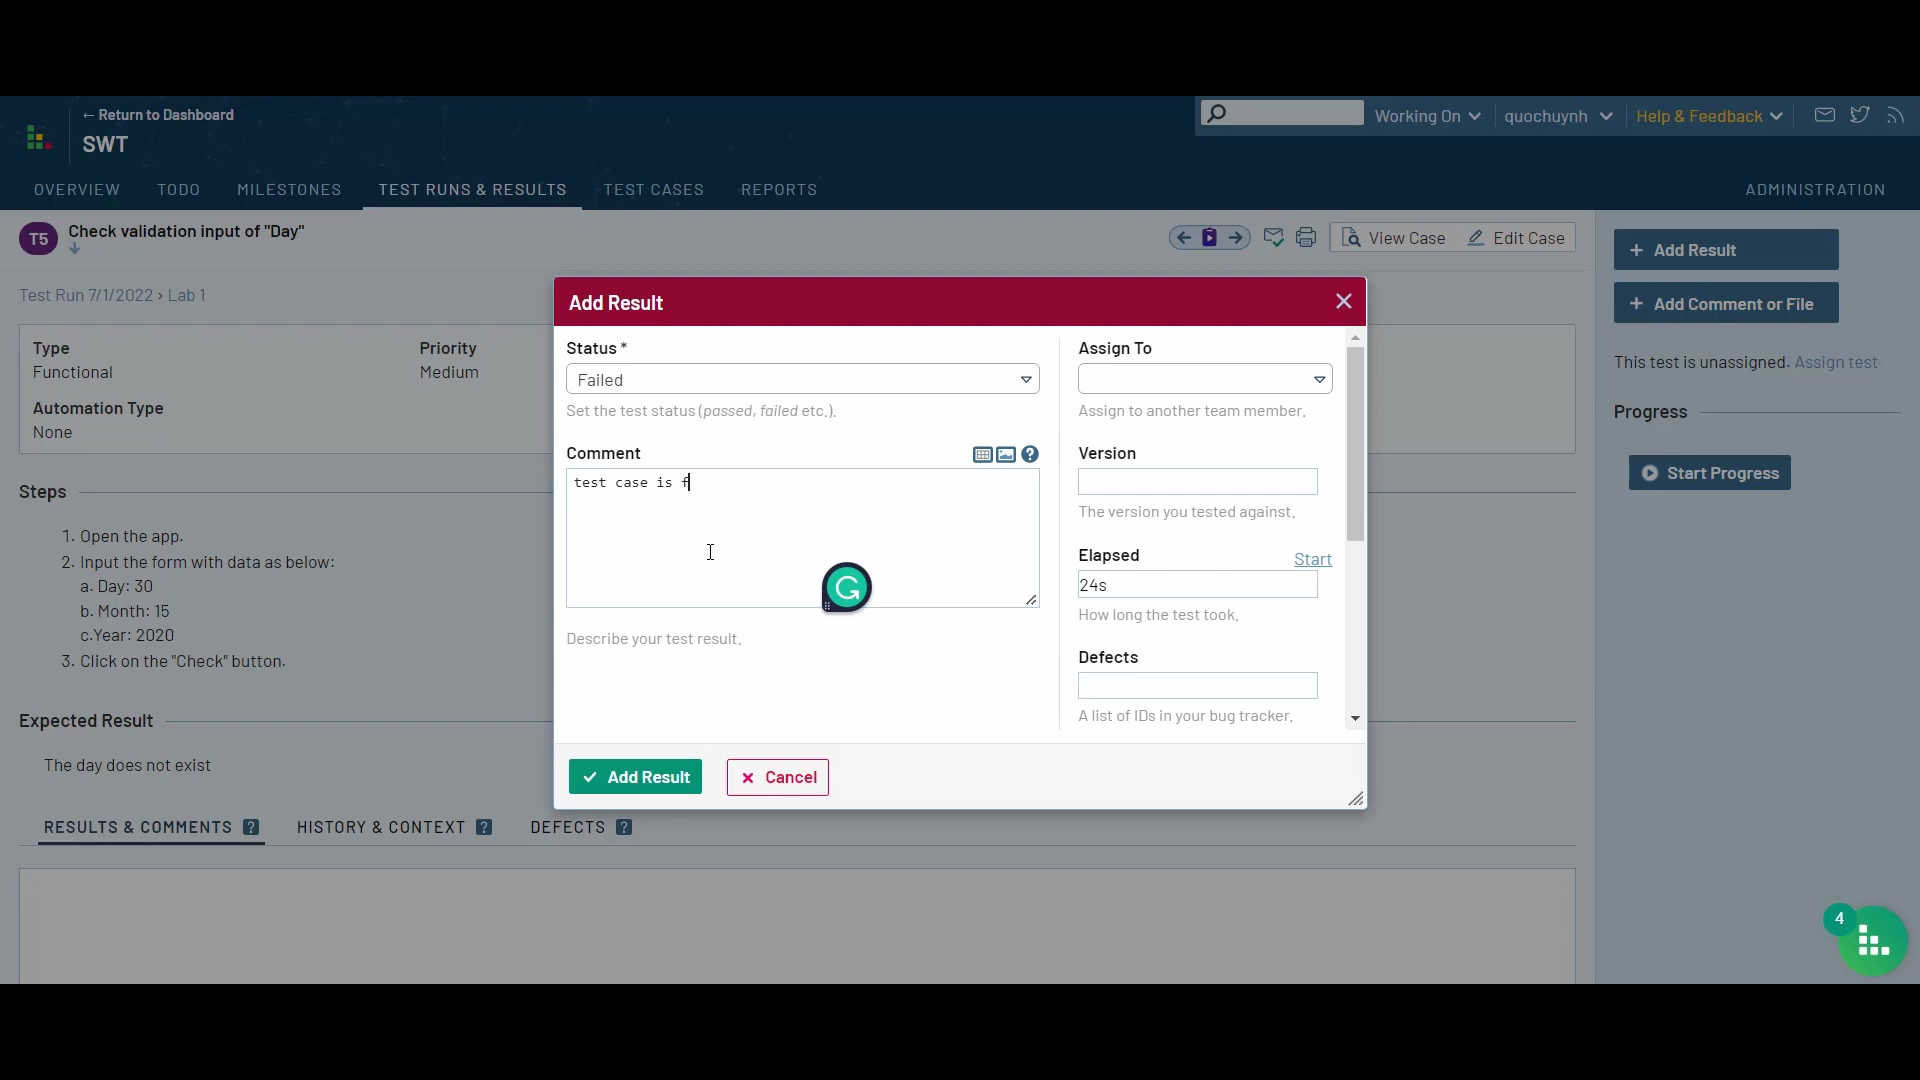 ← Return to Dashboard
SWT
Working On
quochuynh
Help & Feedback
OVERVIEW
TODO
MILESTONES
TEST RUNS & RESULTS
TEST CASES
REPORTS
ADMINISTRATION
T5
Check validation input of "Day"
View Case
Edit Case
Test Run 7/1/2022 › Lab 1
Type
Functional
Priority
Medium
Automation Type
None
Steps
1. Open the app.
2. Input the form with data as below:
a. Day: 30
b. Month: 15
c.Year: 2020
3. Click on the "Check" button.
Expected Result
The day does not exist
RESULTS & COMMENTS ?
HISTORY & CONTEXT ?
DEFECTS ?
Add Result
Status *
Failed
Set the test status (passed, failed etc.).
Comment
?
test case is f
Describe your test result.
Assign To
Assign to another team member.
Version
The version you tested against.
Elapsed
Start
24s
How long the test took.
Defects
A list of IDs in your bug tracker.
Add Result
Cancel
+ Add Result
+ Add Comment or File
This test is unassigned. Assign test
Progress
Start Progress
4